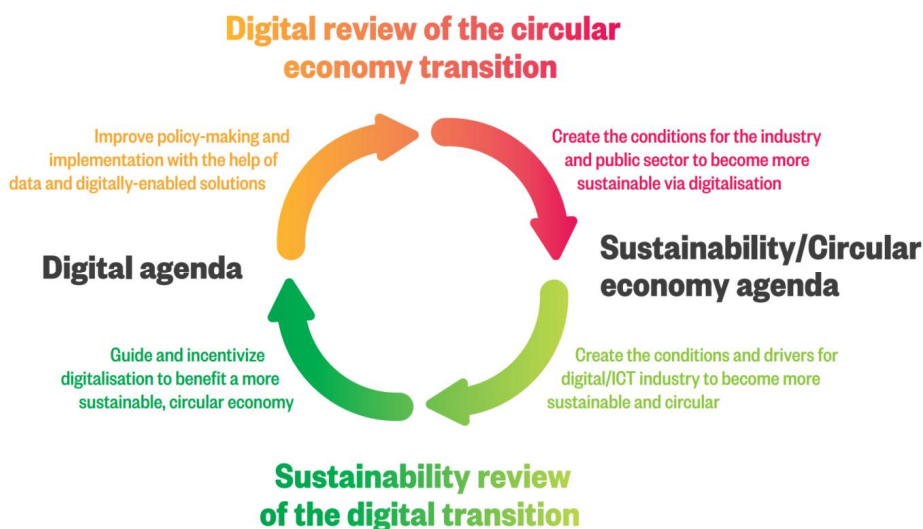 Digital review of the circular
economy transition
Improve policy-making and
implementation with the help of
data and digitally-enabled solutions
Create the conditions for the industry
and public sector to become more
sustainable via digitalisation
Digital agenda
Sustainability/Circular
economy agenda
Guide and incentivize
digitalisation to benefit a more
sustainable, circular economy
Create the conditions and drivers for
digital/ICT industry to become more
sustainable and circular
Sustainability review
of the digital transition